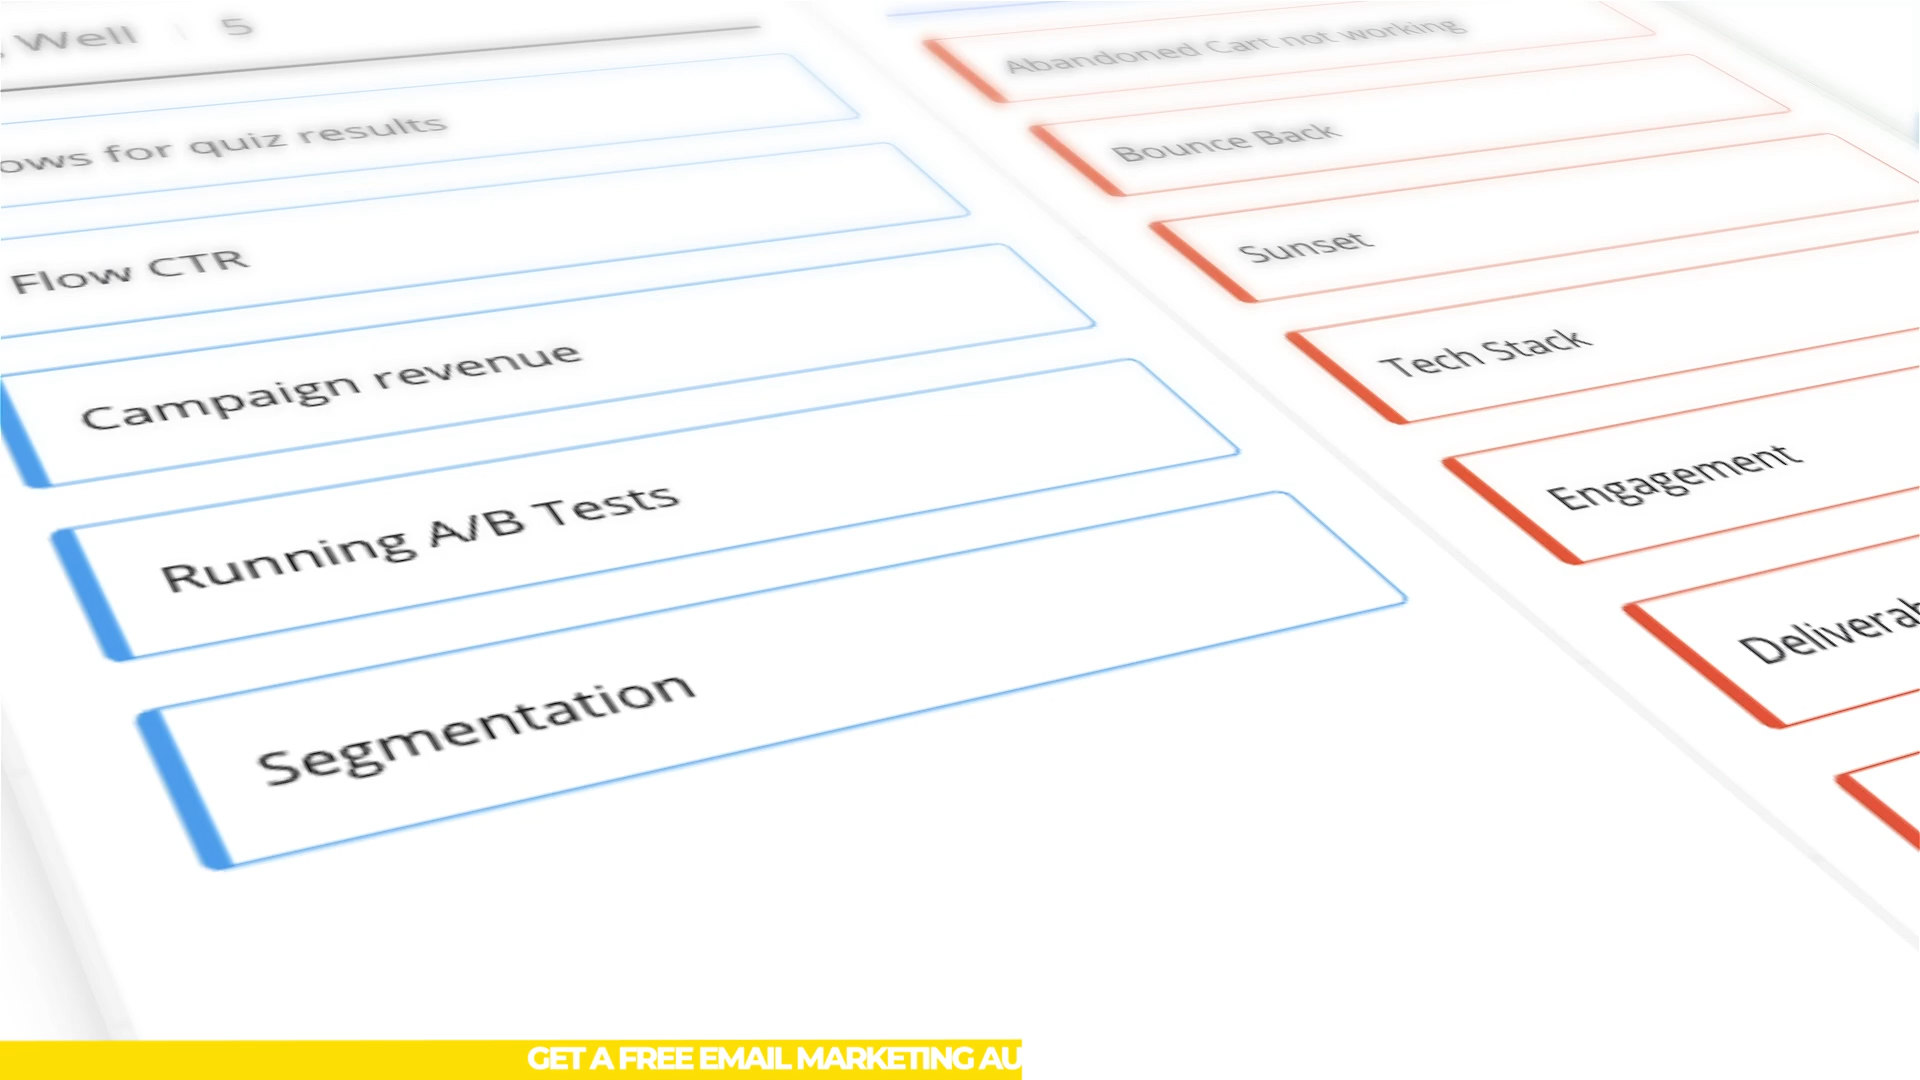 Well | 5
ows for quiz results
Flow CTR
Campaign revenue
Running A/B Tests
Segmentation
Abandoned Cart not working
Bounce Back
Sunset
Tech Stack
Engagement
Deliverab
GET A FREE EMAIL MARKETING AU